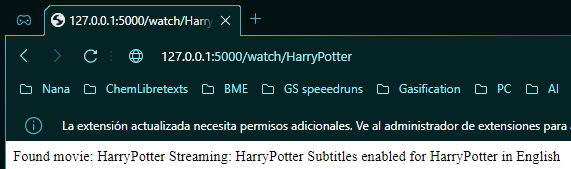 127.0.0.1:5000/watch/Harry
127.0.0.1:5000/watch/HarryPotter
Nana ChemLibretexts BME GS speeedruns Gasification PC AI
La extensión actualizada necesita permisos adicionales. Ve al administrador de extensiones para
Found movie: HarryPotter Streaming: HarryPotter Subtitles enabled for HarryPotter in English